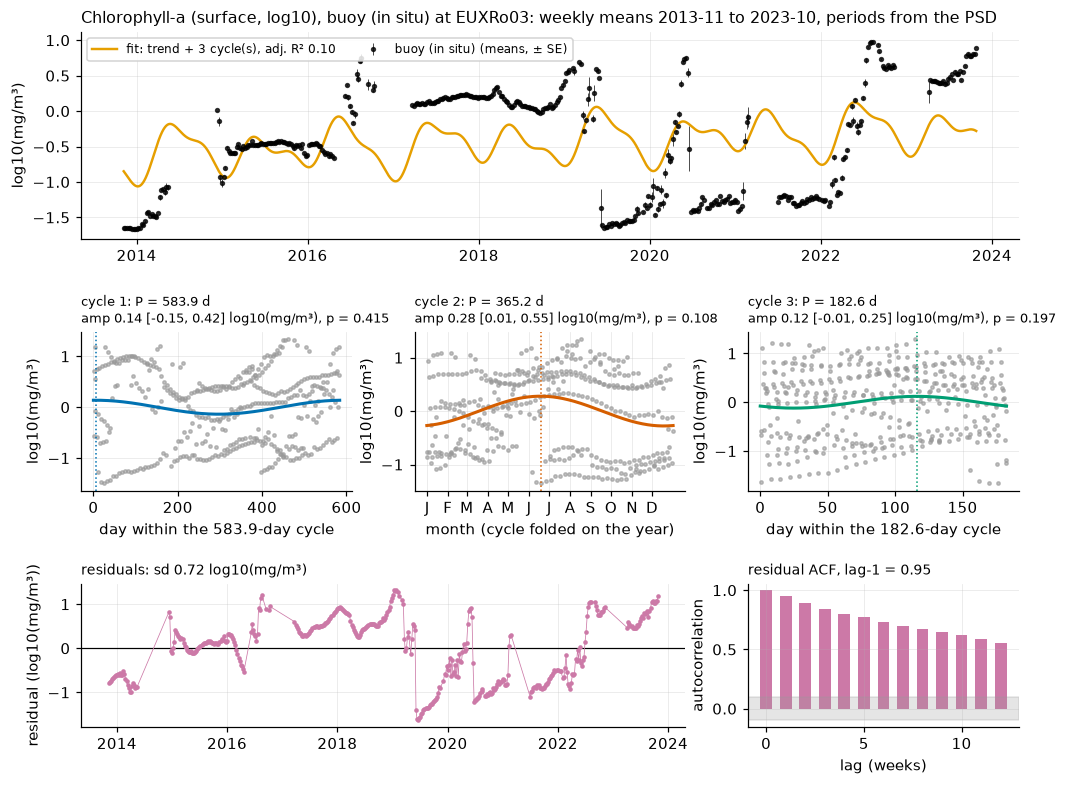 Chlorophyll-a (surface, log10), buoy (in situ) at EUXRo03: weekly means 2013-11 to 2023-10, periods from the PSD
fit: trend + 3 cycle(s), adj. R² 0.10
buoy (in situ) (means, ± SE)
log10(mg/m³)
1.0
0.5
0.0
−0.5
−1.0
−1.5
2014 2016 2018 2020 2022 2024
cycle 1: P = 583.9 d
amp 0.14 [-0.15, 0.42] log10(mg/m³), p = 0.415
log10(mg/m³)
1
0
−1
0 200 400 600
day within the 583.9-day cycle
cycle 2: P = 365.2 d
amp 0.28 [0.01, 0.55] log10(mg/m³), p = 0.108
log10(mg/m³)
1
0
−1
J F M A M J J A S O N D
month (cycle folded on the year)
cycle 3: P = 182.6 d
amp 0.12 [-0.01, 0.25] log10(mg/m³), p = 0.197
log10(mg/m³)
1
0
−1
0 50 100 150
day within the 182.6-day cycle
residuals: sd 0.72 log10(mg/m³)
residual (log10(mg/m³))
1
0
−1
2014 2016 2018 2020 2022 2024
residual ACF, lag-1 = 0.95
autocorrelation
1.0
0.5
0.0
0 5 10
lag (weeks)